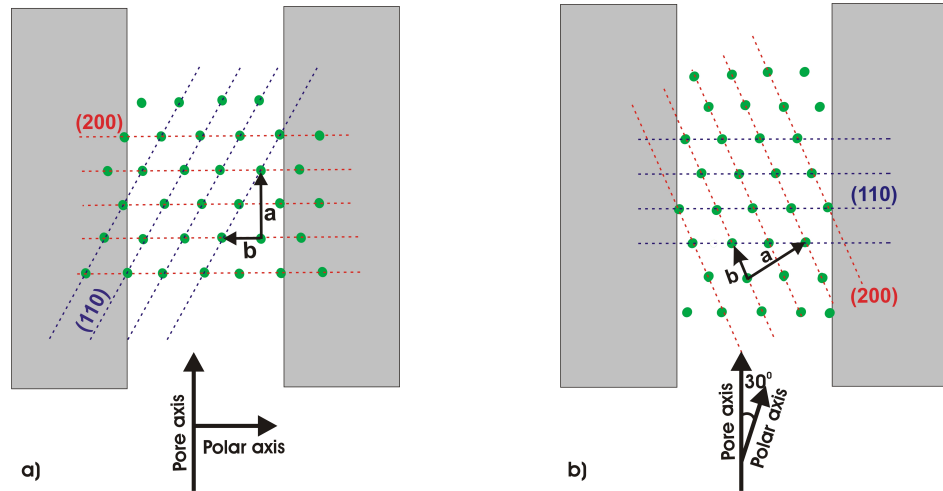 (200)
a
b
(110)
Pore axis
Polar axis
a)
(110)
a
b
(200)
30°
Pore axis
Polar axis
b)